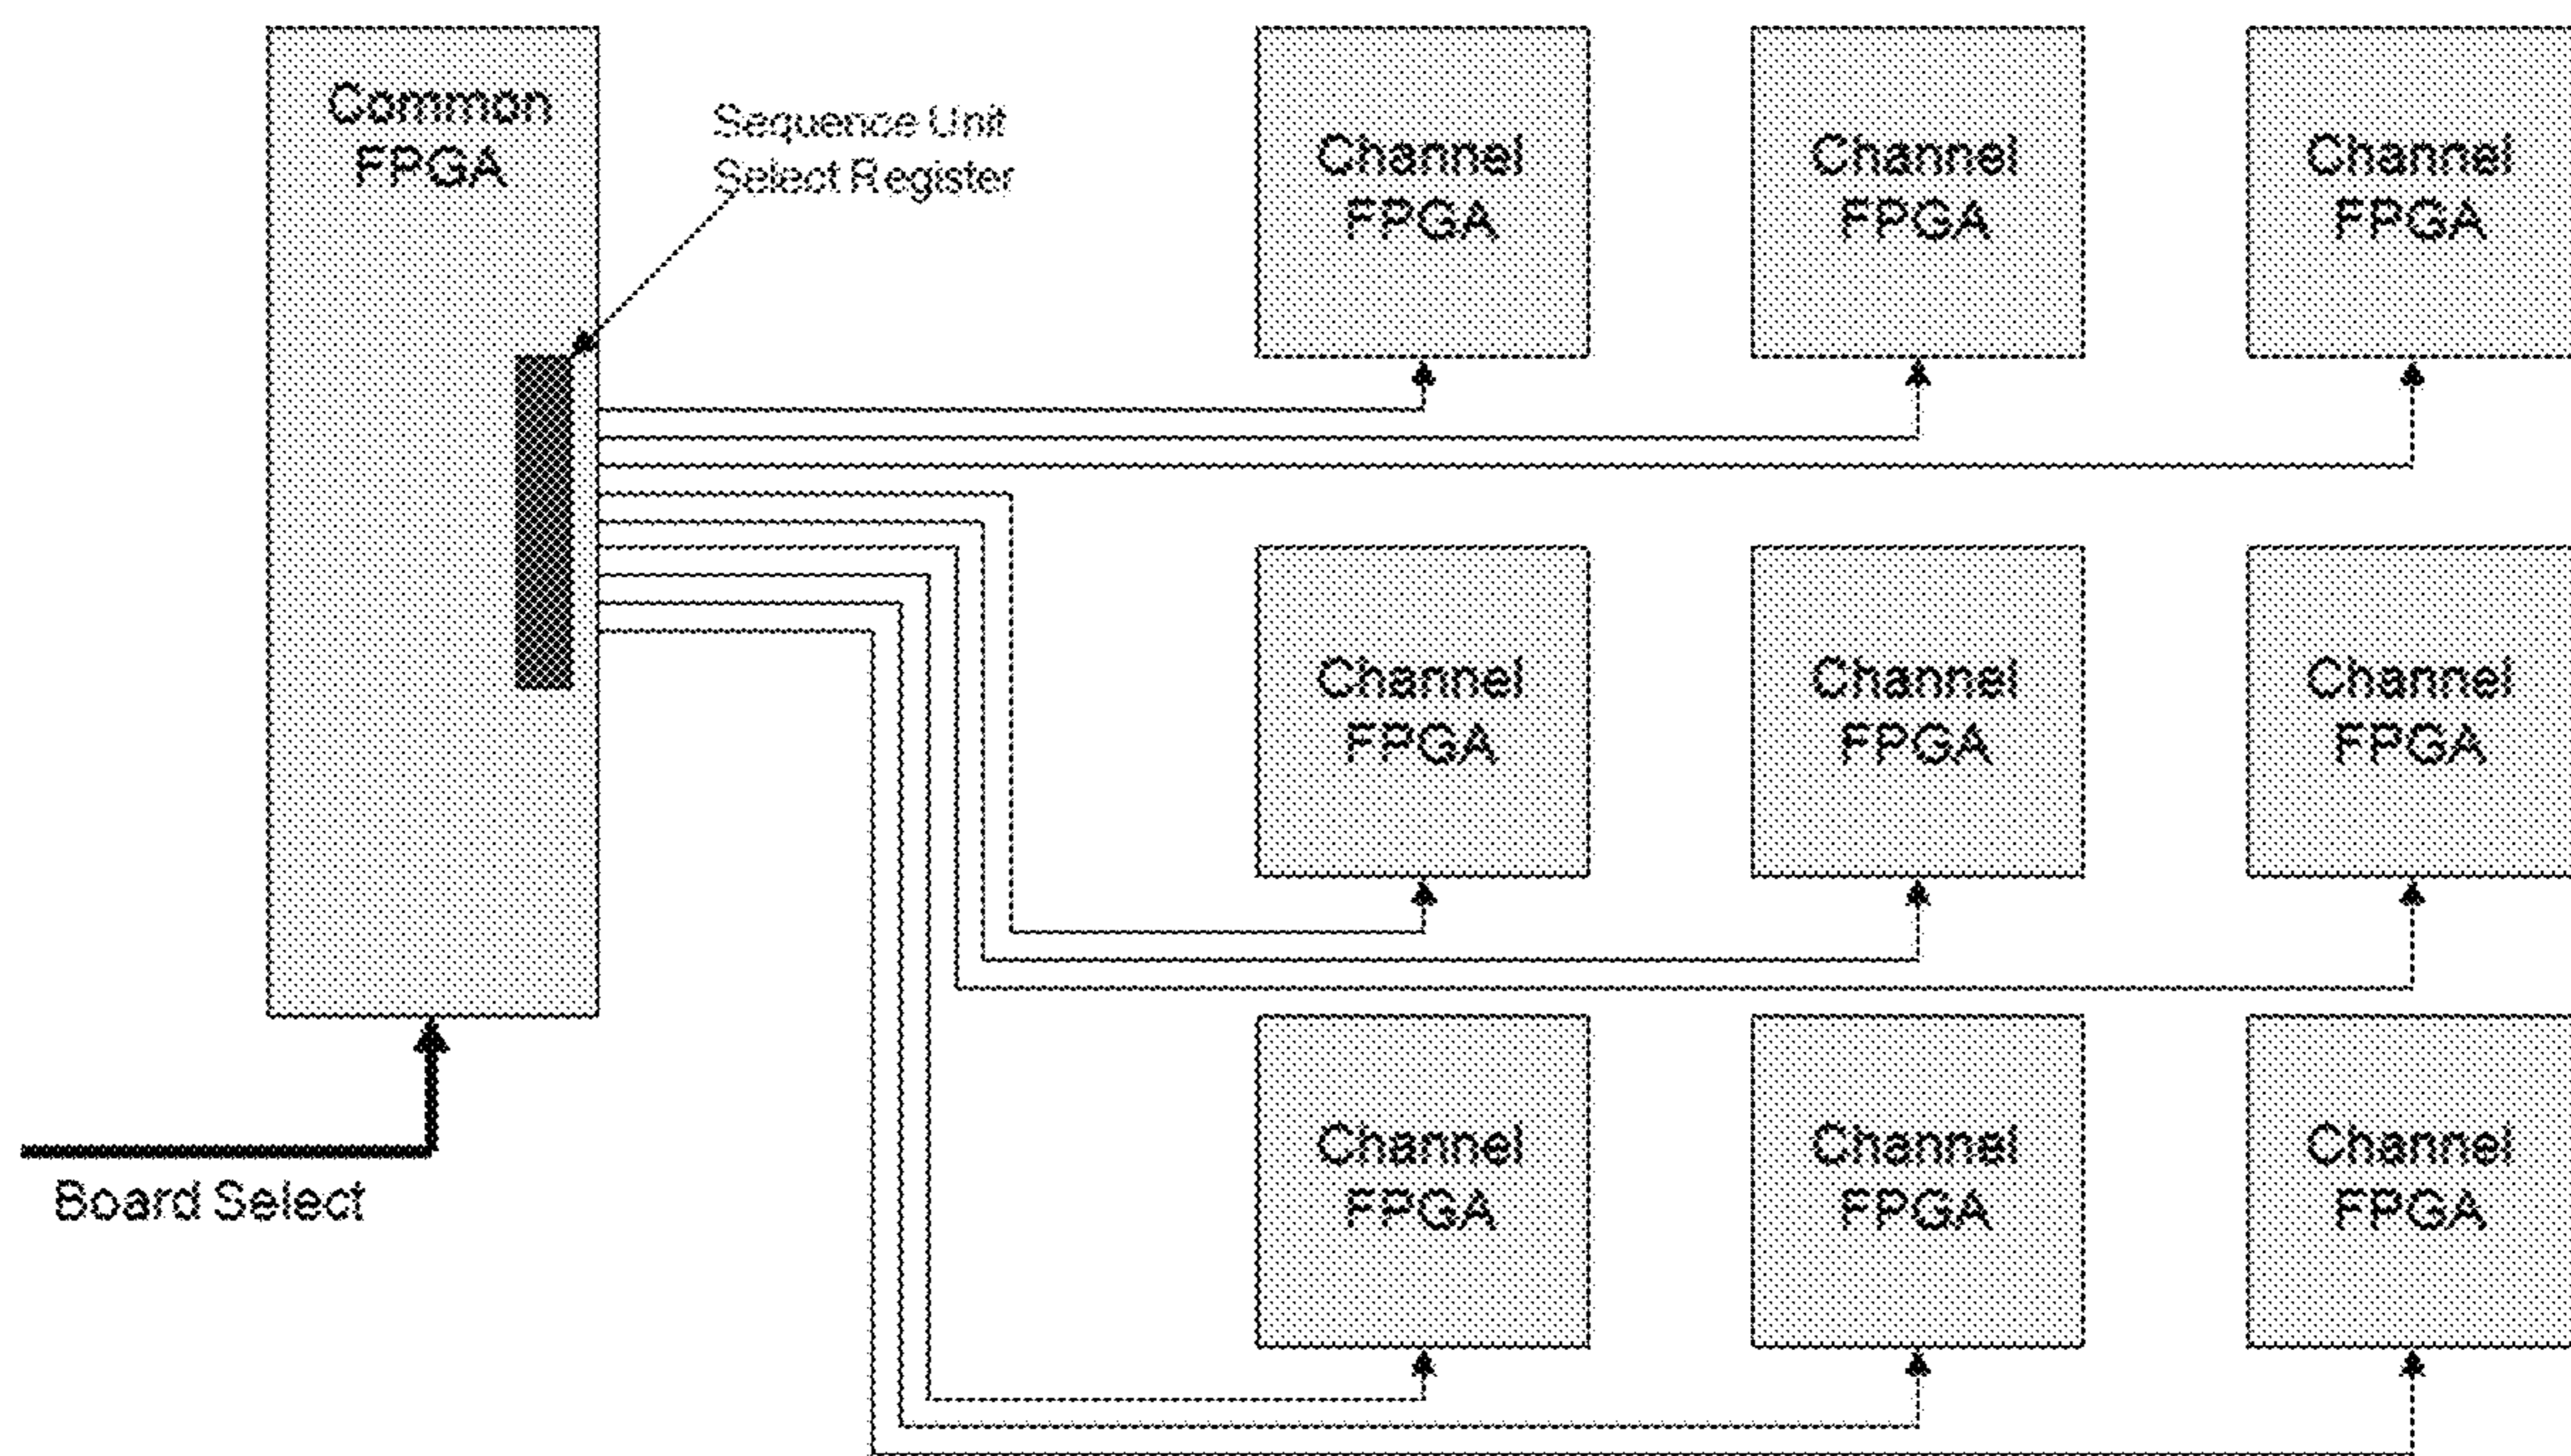 Common
FPGA
Sequence Unit
Select Register
Channel
FPGA
Channel
FPGA
Channel
FPGA
Channel
FPGA
Channel
FPGA
Channel
FPGA
Channel
FPGA
Channel
FPGA
Channel
FPGA
Board Select